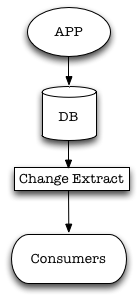 APP
DB
Change Extract
Consumers